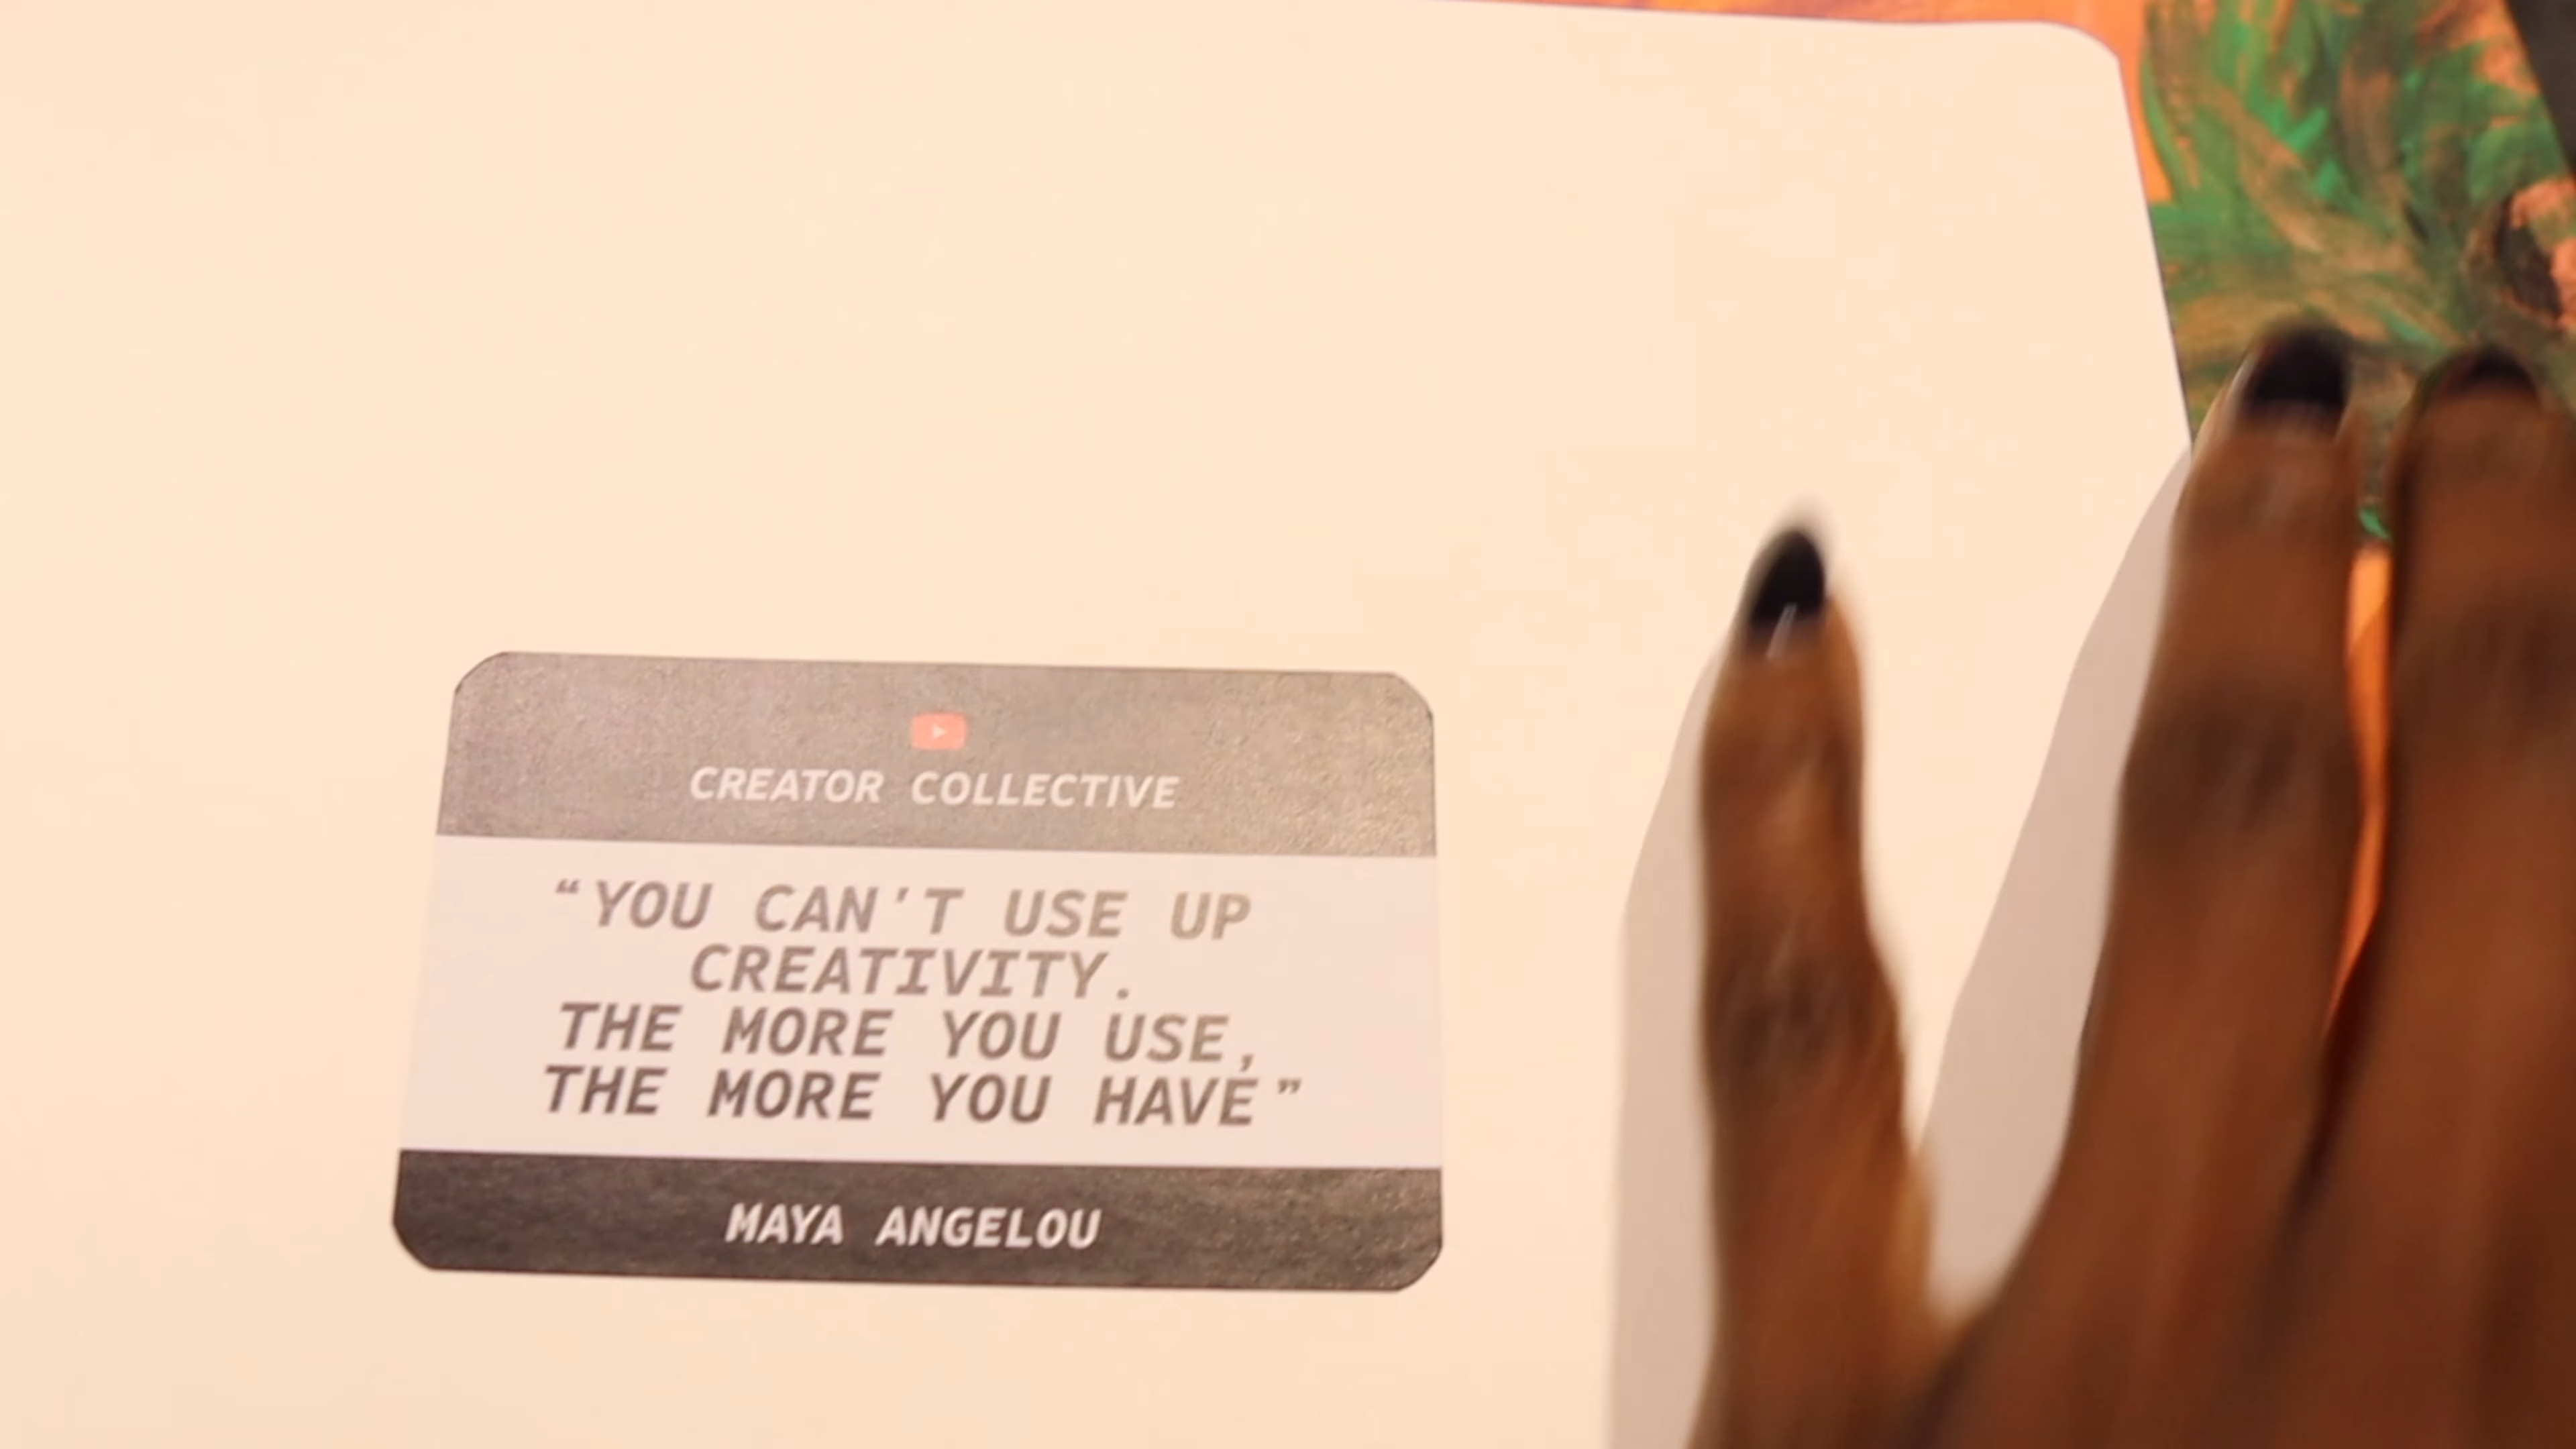 CREATOR COLLECTIVE
“YOU CAN'T USE UP
CREATIVITY.
THE MORE YOU USE,
THE MORE YOU HAVE”
MAYA ANGELOU